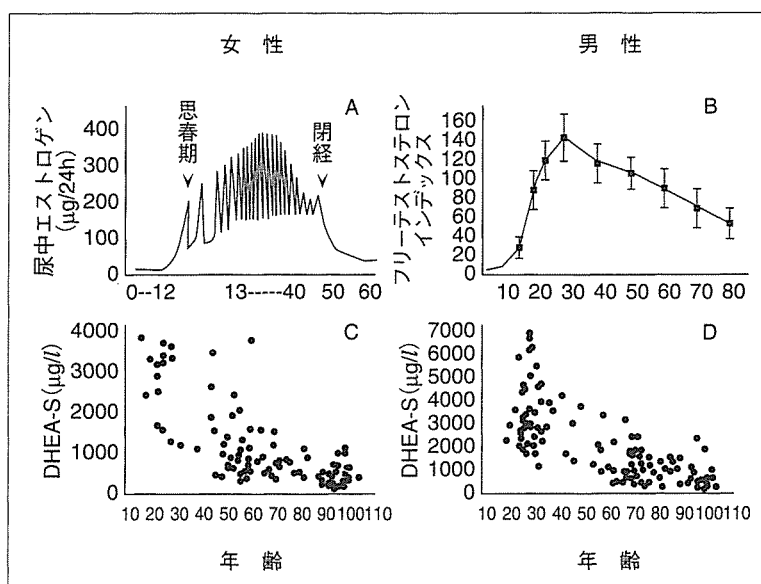 女 性
男 性
A
尿中エストロゲン
(μg/24h)
400
300
200
100
0
思春期
閉経
0--12 13-----40 50 60
B
フリーテストステロン
インデックス
160
140
120
100
80
60
40
20
0
10 20 30 40 50 60 70 80
C
DHEA-S(μg/l)
4000
3000
2000
1000
0
10 20 30 40 50 60 70 80 90 100 110
年 齢
D
DHEA-S(μg/l)
7000
6000
5000
4000
3000
2000
1000
0
10 20 30 40 50 60 70 80 90 100 110
年 齢